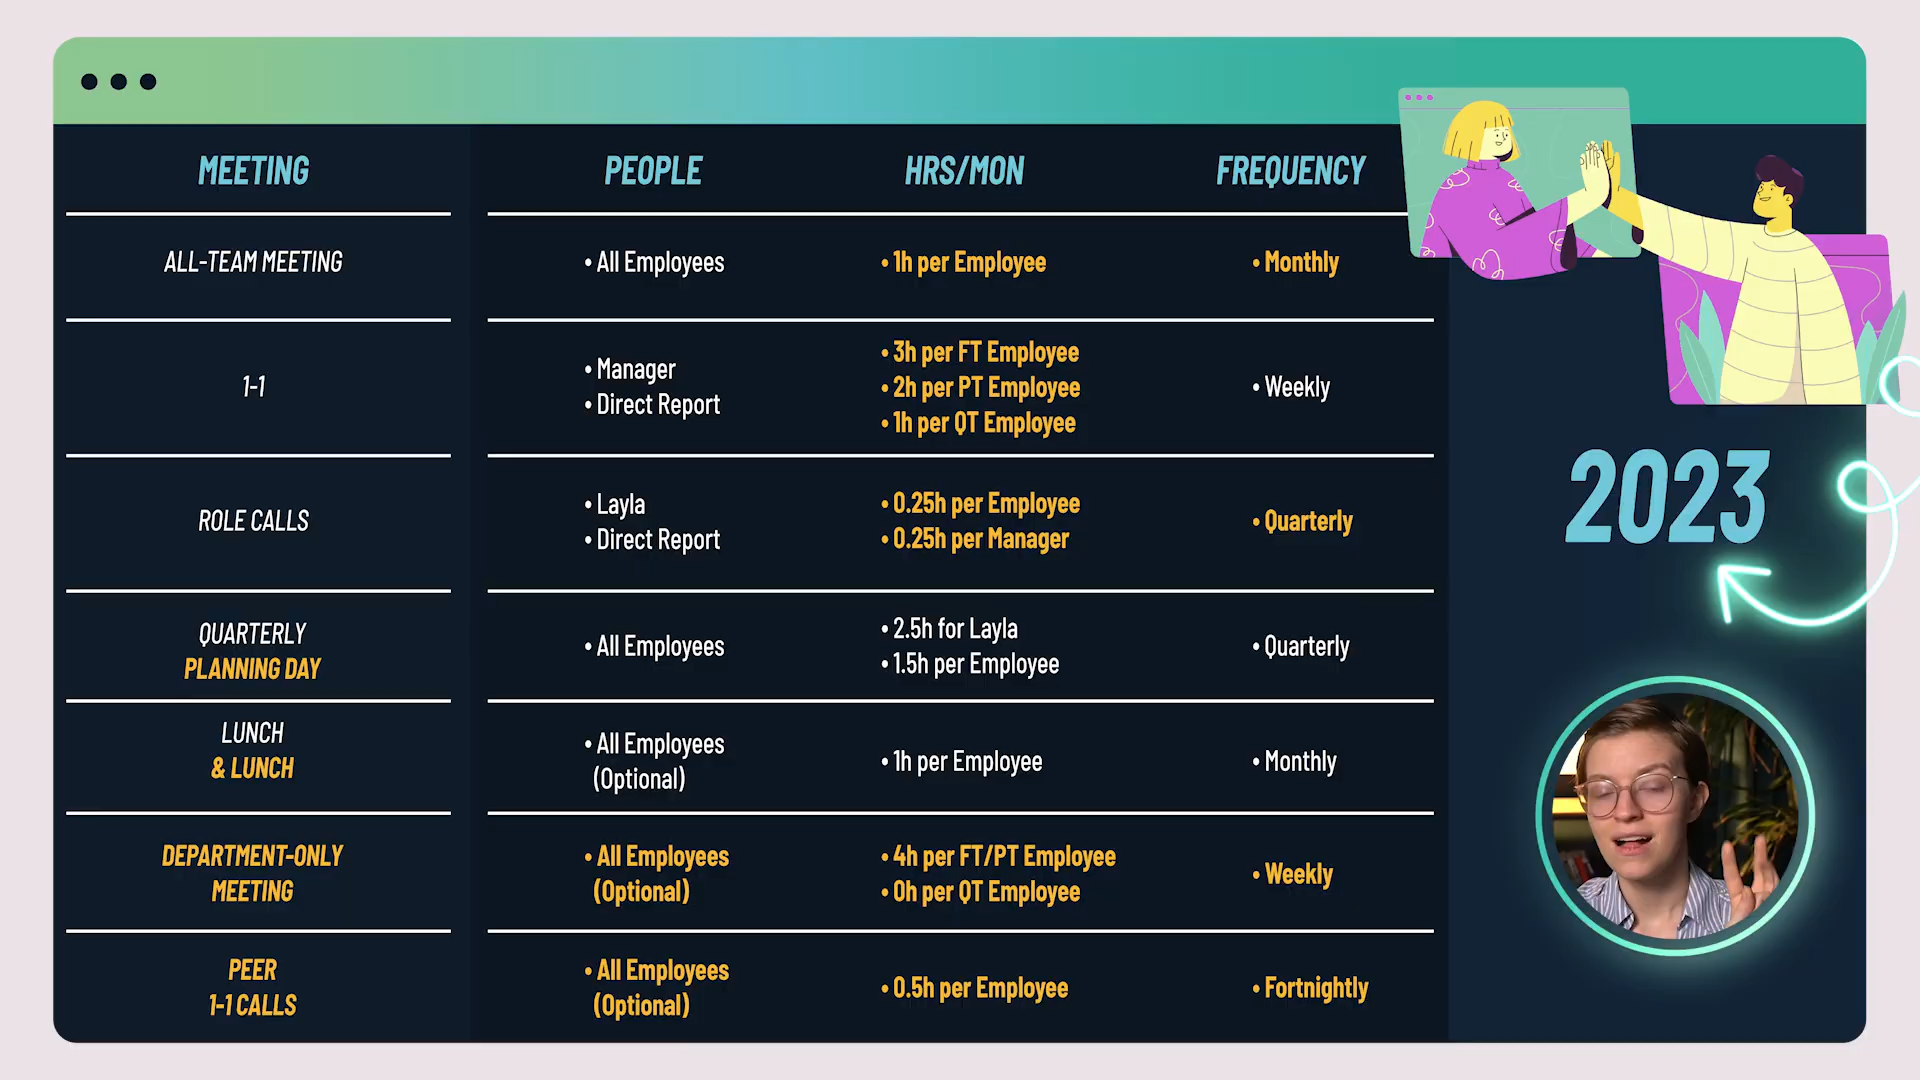 MEETING
PEOPLE
HRS/MON
FREQUENCY
ALL-TEAM MEETING
• All Employees
• 1h per Employee
• Monthly
1-1
• Manager
• Direct Report
• 3h per FT Employee
• 2h per PT Employee
• 1h per QT Employee
• Weekly
ROLE CALLS
• Layla
• Direct Report
• 0.25h per Employee
• 0.25h per Manager
• Quarterly
QUARTERLY
PLANNING DAY
• All Employees
• 2.5h for Layla
• 1.5h per Employee
• Quarterly
LUNCH
& LUNCH
• All Employees
(Optional)
• 1h per Employee
• Monthly
DEPARTMENT-ONLY
MEETING
• All Employees
(Optional)
• 4h per FT/PT Employee
• 0h per QT Employee
• Weekly
PEER
1-1 CALLS
• All Employees
(Optional)
• 0.5h per Employee
• Fortnightly
2023